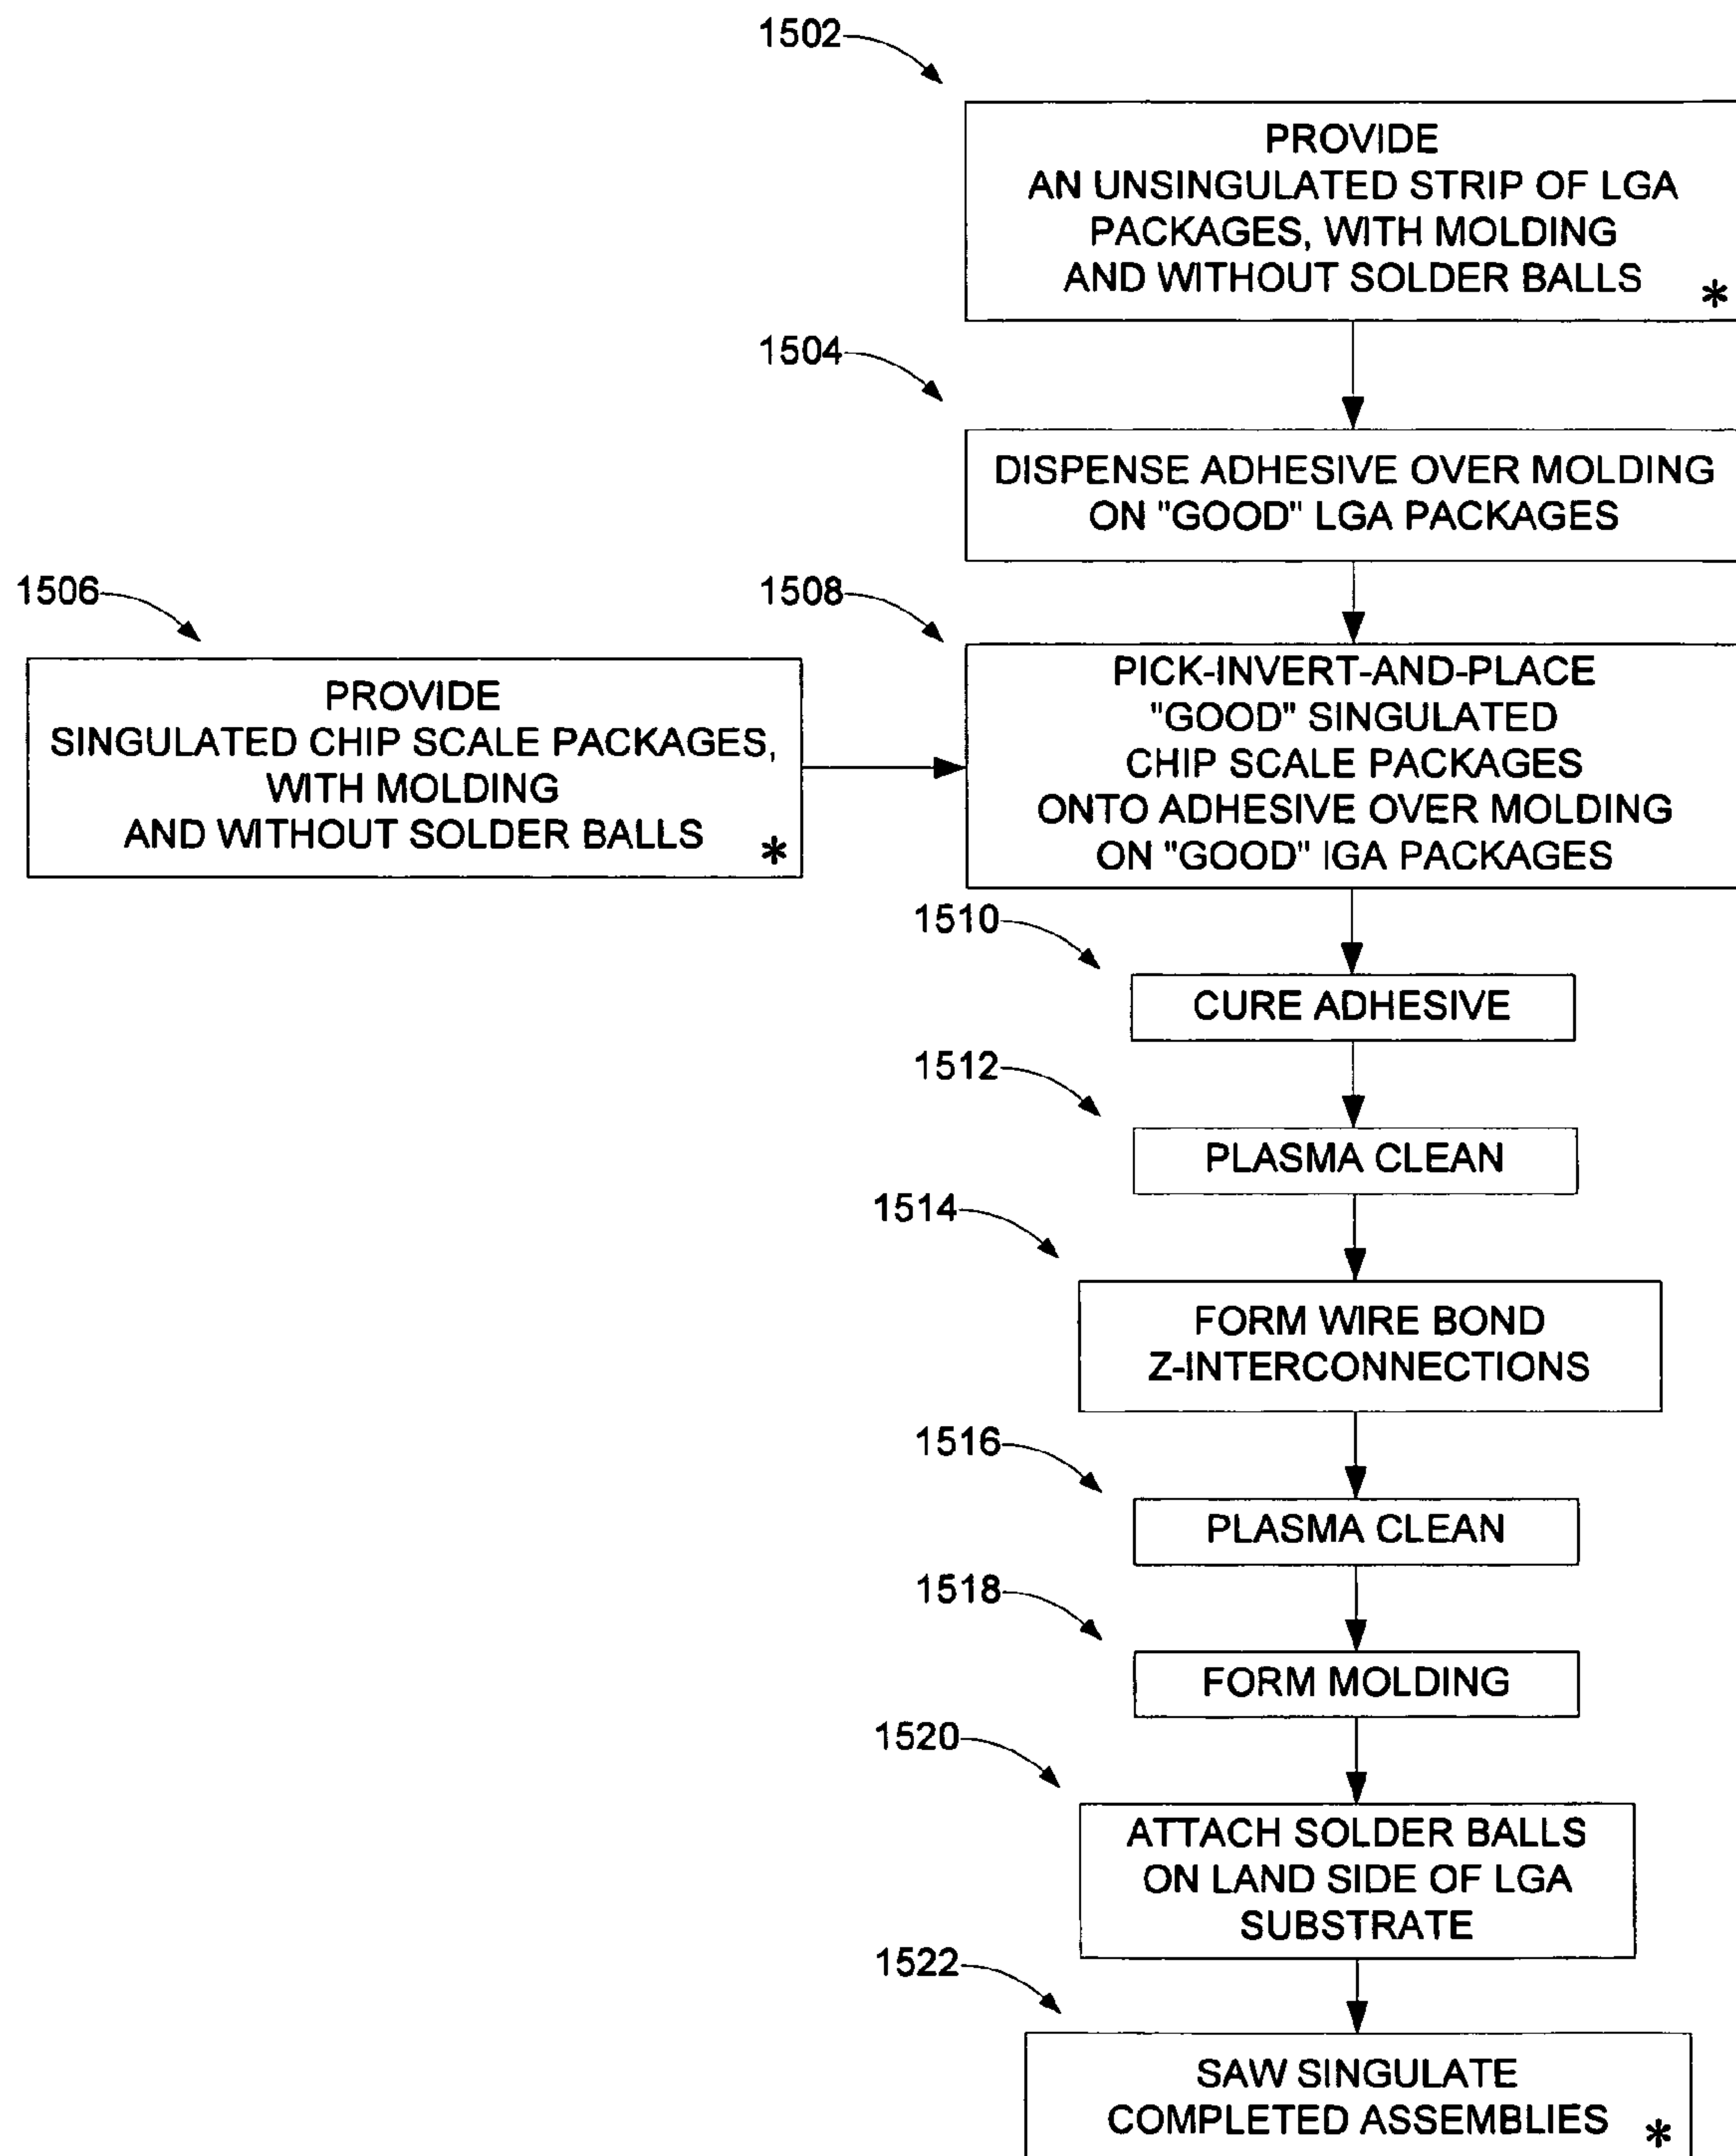 1502
PROVIDE
AN UNSINGULATED STRIP OF LGA
PACKAGES, WITH MOLDING
AND WITHOUT SOLDER BALLS *
1504
DISPENSE ADHESIVE OVER MOLDING
ON "GOOD" LGA PACKAGES
1506
PROVIDE
SINGULATED CHIP SCALE PACKAGES,
WITH MOLDING
AND WITHOUT SOLDER BALLS *
1508
PICK-INVERT-AND-PLACE
"GOOD" SINGULATED
CHIP SCALE PACKAGES
ONTO ADHESIVE OVER MOLDING
ON "GOOD" IGA PACKAGES
1510
CURE ADHESIVE
1512
PLASMA CLEAN
1514
FORM WIRE BOND
Z-INTERCONNECTIONS
1516
PLASMA CLEAN
1518
FORM MOLDING
1520
ATTACH SOLDER BALLS
ON LAND SIDE OF LGA
SUBSTRATE
1522
SAW SINGULATE
COMPLETED ASSEMBLIES *